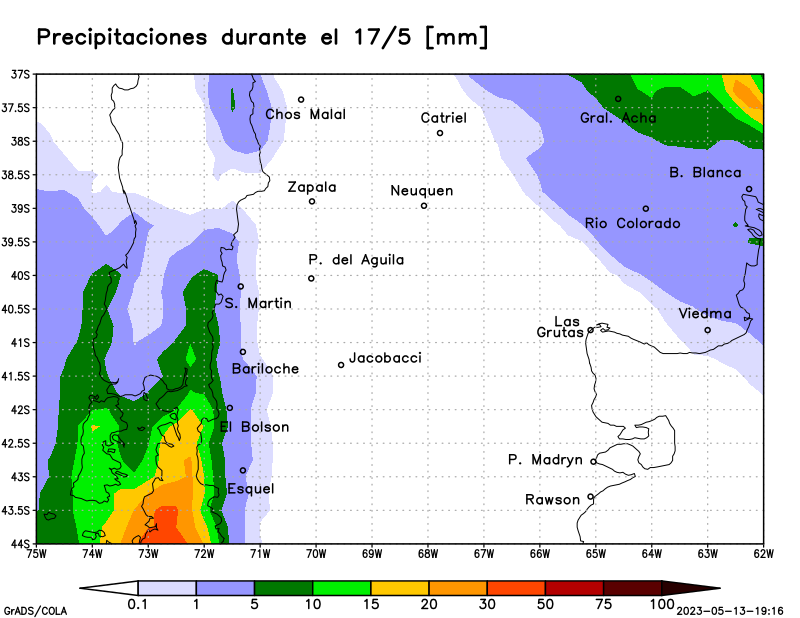 Precipitaciones durante el 17/5 [mm]
37S
37.5S
38S
38.5S
39S
39.5S
40S
40.5S
41S
41.5S
42S
42.5S
43S
43.5S
44S
Chos Malal
Catriel
Gral. Acha
B. Blanca
Zapala
Neuquen
Rio Colorado
P. del Aguila
S. Martin
Viedma
Las
Grutas
Bariloche
Jacobacci
El Bolson
Esquel
P. Madryn
Rawson
75W 74W 73W 72W 71W 70W 69W 68W 67W 66W 65W 64W 63W 62W
0.1 1 5 10 15 20 30 50 75 100
GrADS/COLA
2023-05-13-19:16